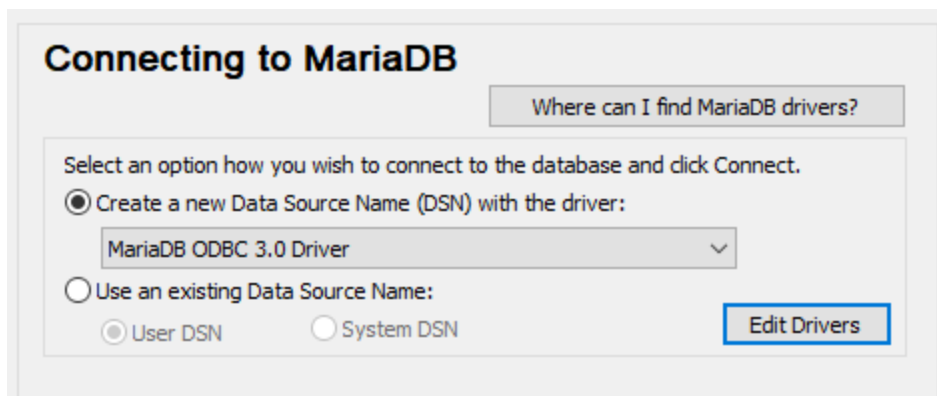 Connecting to MariaDB
Where can I find MariaDB drivers?
Select an option how you wish to connect to the database and click Connect.
Create a new Data Source Name (DSN) with the driver:
MariaDB ODBC 3.0 Driver
Use an existing Data Source Name:
User DSN
System DSN
Edit Drivers